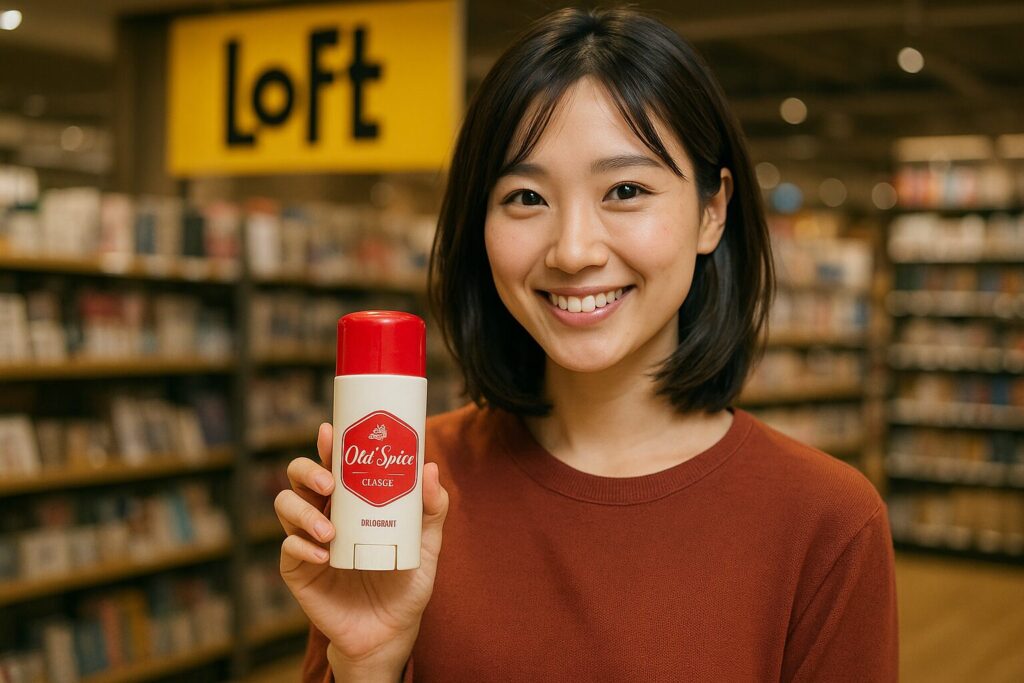 Loft
Old Spice
CLASGE
DRLOGRANT